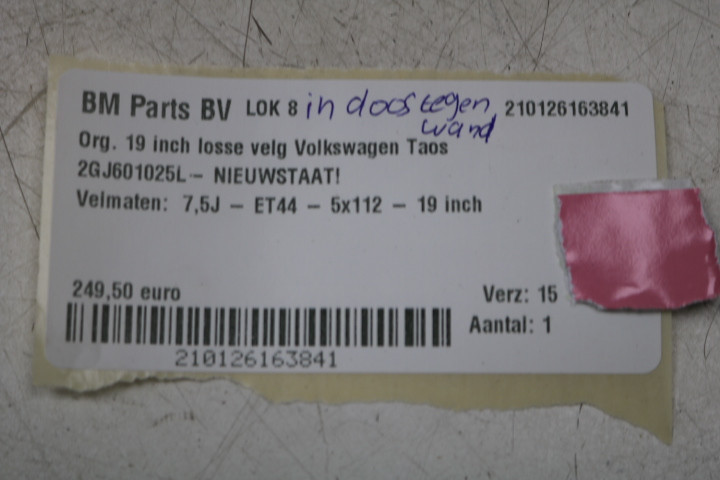 BM Parts BV LOK 8 in doos tegen 210126163841
wand
Org. 19 inch losse velg Volkswagen Taos
2GJ601025L - NIEUWSTAAT!
Velmaten: 7,5J - ET44 - 5x112 - 19 inch
249,50 euro Verz: 15
Aantal: 1
210126163841